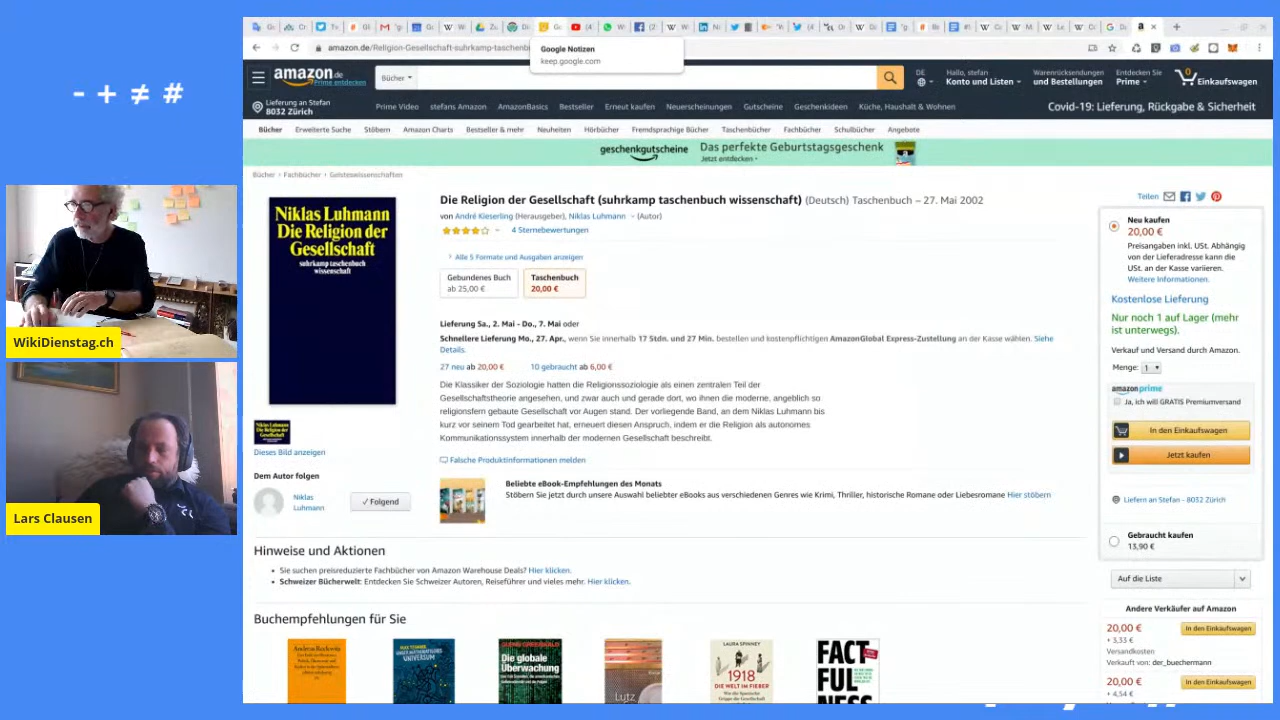 - + ≠ #
WikiDienstag.ch
Lars Clausen
Google Notizen
keep.google.com
amazon.de/Religion-Gesellschaft-suhrkamp-taschenb
amazon.de
Prime entdecken
Bücher
DE
Hallo, stefan
Konto und Listen
Warenrücksendungen
und Bestellungen
Entdecken Sie
Prime
0
Einkaufswagen
Lieferung an Stefan
8032 Zürich
Prime Video stefans Amazon AmazonBasics Bestseller Erneut kaufen Neuerscheinungen Gutscheine Geschenkideen Küche, Haushalt & Wohnen
Covid-19: Lieferung, Rückgabe & Sicherheit
Bücher Erweiterte Suche Stöbern Amazon Charts Bestseller & mehr Neuheiten Hörbücher Fremdsprachige Bücher Taschenbücher Fachbücher Schulbücher Angebote
geschenkgutscheine
Das perfekte Geburtstagsgeschenk
Jetzt entdecken ›
Bücher › Fachbücher › Geisteswissenschaften
Niklas Luhmann
Die Religion der
Gesellschaft
suhrkamp taschenbuch
wissenschaft
Dieses Bild anzeigen
Dem Autor folgen
Niklas
Luhmann
✓ Folgend
Die Religion der Gesellschaft (suhrkamp taschenbuch wissenschaft) (Deutsch) Taschenbuch – 27. Mai 2002
von André Kieserling (Herausgeber), Niklas Luhmann (Autor)
4 Sternebewertungen
› Alle 5 Formate und Ausgaben anzeigen
Gebundenes Buch
ab 25,00 €
Taschenbuch
20,00 €
Lieferung Sa., 2. Mai - Do., 7. Mai oder
Schnellere Lieferung Mo., 27. Apr., wenn Sie innerhalb 17 Stdn. und 27 Min. bestellen und kostenpflichtigen AmazonGlobal Express-Zustellung an der Kasse wählen. Siehe
Details.
27 neu ab 20,00 € 10 gebraucht ab 6,00 €
Die Klassiker der Soziologie hatten die Religionssoziologie als einen zentralen Teil der
Gesellschaftstheorie angesehen, und zwar auch und gerade dort, wo ihnen die moderne, angeblich so
religionsfern gebaute Gesellschaft vor Augen stand. Der vorliegende Band, an dem Niklas Luhmann bis
kurz vor seinem Tod gearbeitet hat, erneuert diesen Anspruch, indem er die Religion als autonomes
Kommunikationssystem innerhalb der modernen Gesellschaft beschreibt.
Falsche Produktinformationen melden
Beliebte eBook-Empfehlungen des Monats
Stöbern Sie jetzt durch unsere Auswahl beliebter eBooks aus verschiedenen Genres wie Krimi, Thriller, historische Romane oder Liebesromane Hier stöbern
Hinweise und Aktionen
• Sie suchen preisreduzierte Fachbücher von Amazon Warehouse Deals? Hier klicken.
• Schweizer Bücherwelt: Entdecken Sie Schweizer Autoren, Reiseführer und vieles mehr. Hier klicken.
Buchempfehlungen für Sie
Andreas Reckwitz
UNIVERSUM
Die globale
Überwachung
Lutz
LAURA SPINNEY
1918
DIE WELT IM FIEBER
FACT
FUL
NESS
Teilen
Neu kaufen
20,00 €
Preisangaben inkl. USt. Abhängig
von der Lieferadresse kann die
USt. an der Kasse variieren.
Weitere Informationen.
Kostenlose Lieferung
Nur noch 1 auf Lager (mehr
ist unterwegs).
Verkauf und Versand durch Amazon.
Menge: 1
amazonprime
Ja, ich will GRATIS Premiumversand
In den Einkaufswagen
Jetzt kaufen
Liefern an Stefan - 8032 Zürich
Gebraucht kaufen
13,90 €
Auf die Liste
Andere Verkäufer auf Amazon
20,00 €
In den Einkaufswagen
+ 5,33 €
Versandkosten
Verkauft von: der_buechermann
20,00 €
In den Einkaufswagen
+ 4,54 €